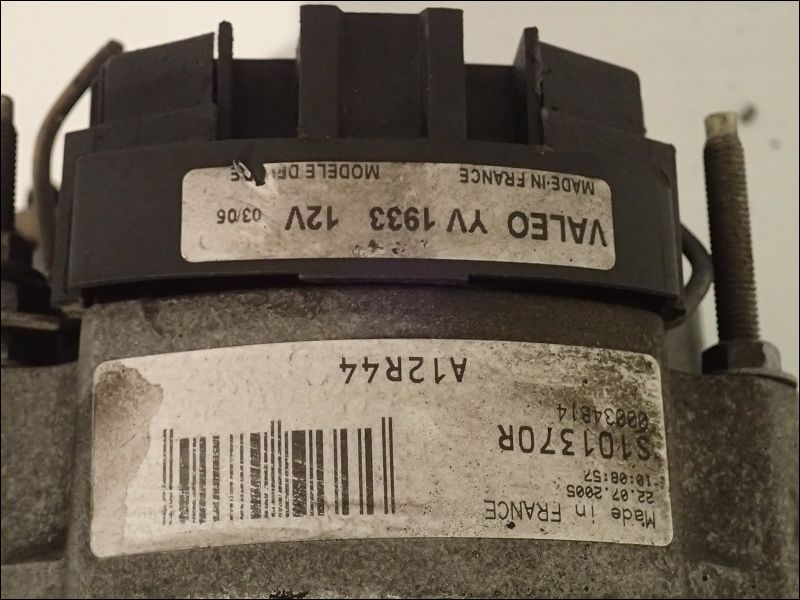 Made in FRANCE
22.07.2005
10:08:57
S101370R
00034B14
A12R44
VALEO YV 1933 12V 03/06
MADE-IN FRANCE MODELE